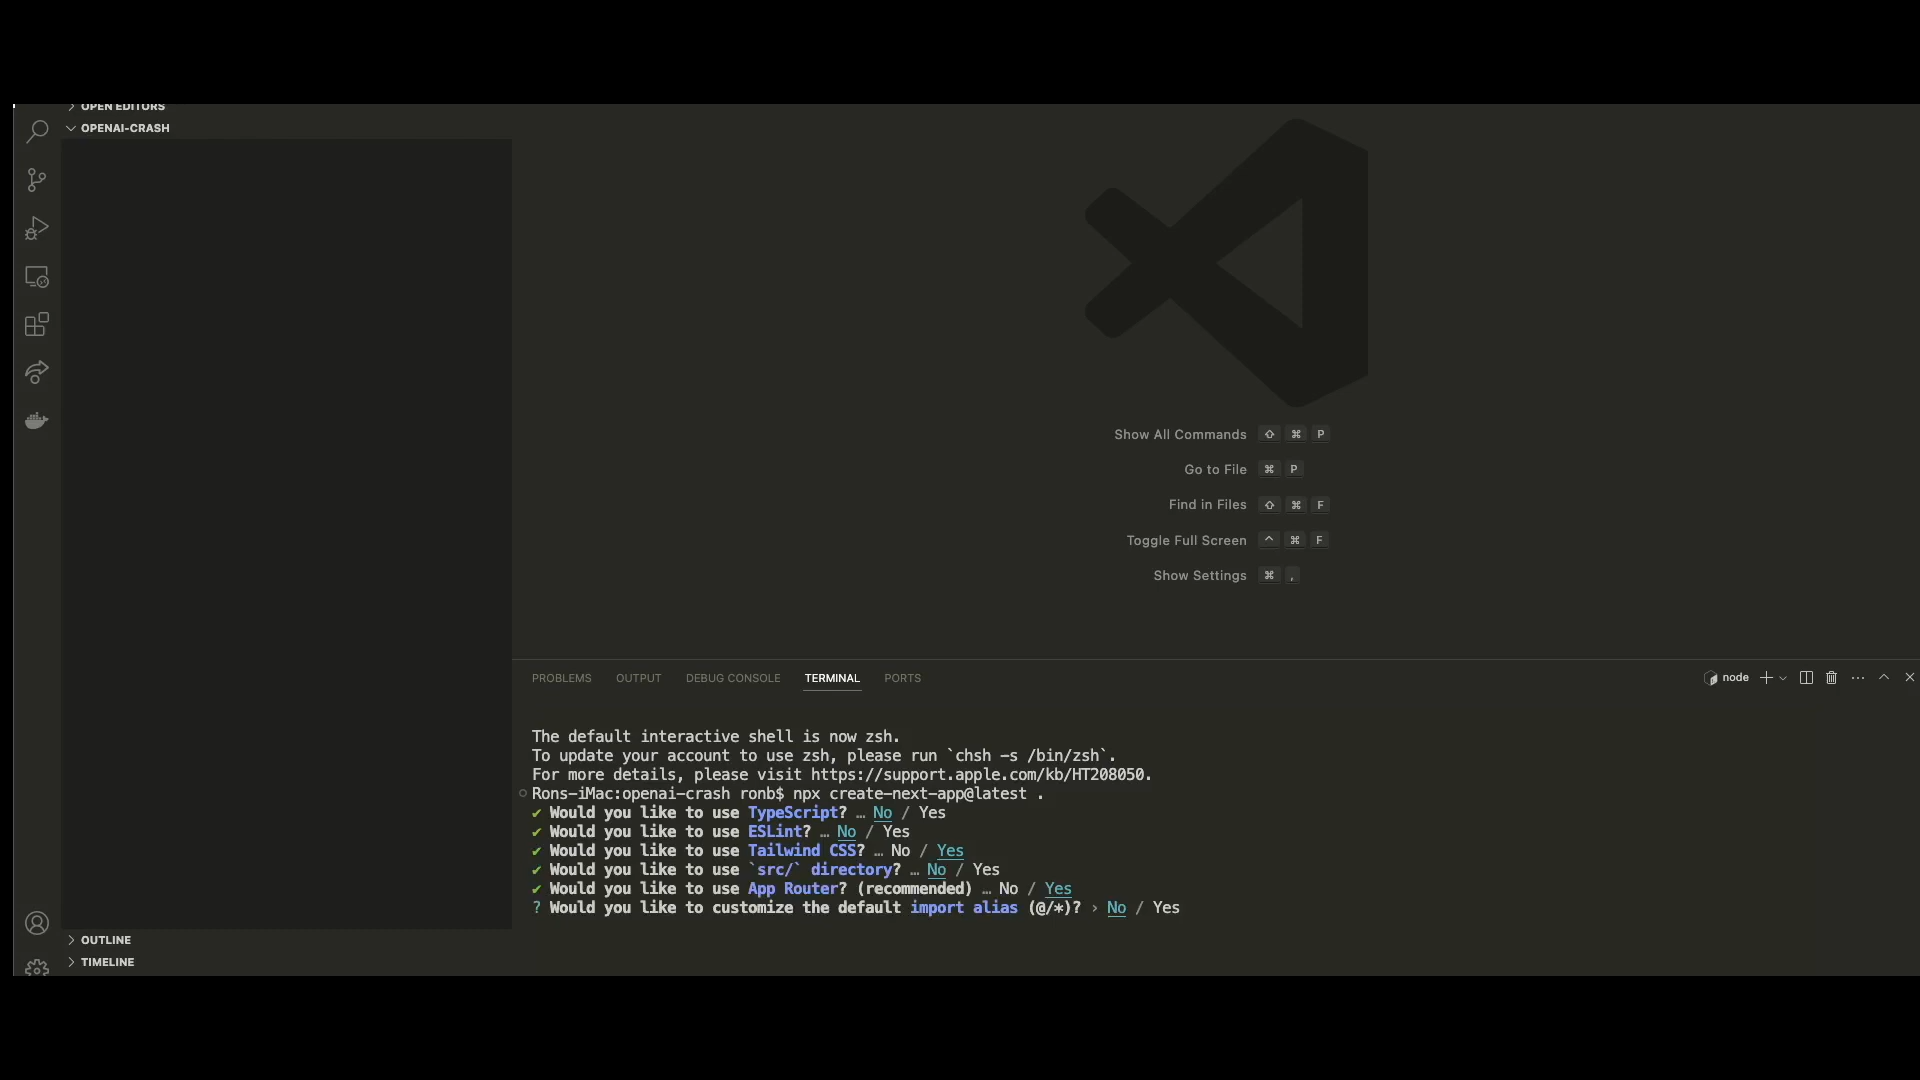 OPEN EDITORS
OPENAI-CRASH
Show All Commands ⇧ ⌘ P
Go to File ⌘ P
Find in Files ⇧ ⌘ F
Toggle Full Screen ^ ⌘ F
Show Settings ⌘ ,
PROBLEMS OUTPUT DEBUG CONSOLE TERMINAL PORTS node
The default interactive shell is now zsh.
To update your account to use zsh, please run `chsh -s /bin/zsh`.
For more details, please visit https://support.apple.com/kb/HT208050.
Rons-iMac:openai-crash ronb$ npx create-next-app@latest .
✔ Would you like to use TypeScript? … No / Yes
✔ Would you like to use ESLint? … No / Yes
✔ Would you like to use Tailwind CSS? … No / Yes
✔ Would you like to use `src/` directory? … No / Yes
✔ Would you like to use App Router? (recommended) … No / Yes
? Would you like to customize the default import alias (@/*)? › No / Yes
OUTLINE
TIMELINE